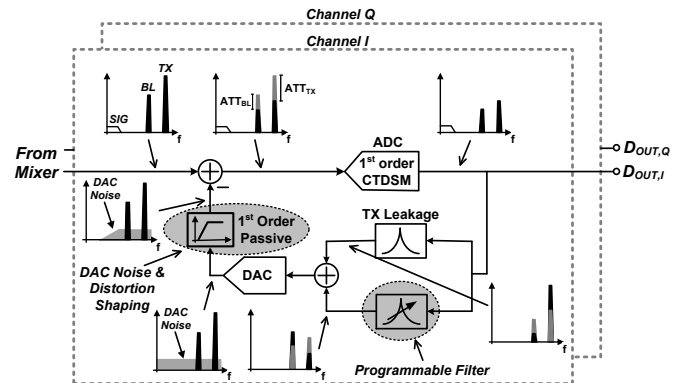 Channel Q
Channel I
TX
BL
SIG
f
ATT_BL
ATT_TX
f
f
ADC
1st order
CTDSM
From
Mixer
D_OUT,Q
D_OUT,I
DAC
Noise
f
1st Order
Passive
TX Leakage
DAC
DAC Noise &
Distortion
Shaping
DAC
Noise
f
f
f
Programmable Filter